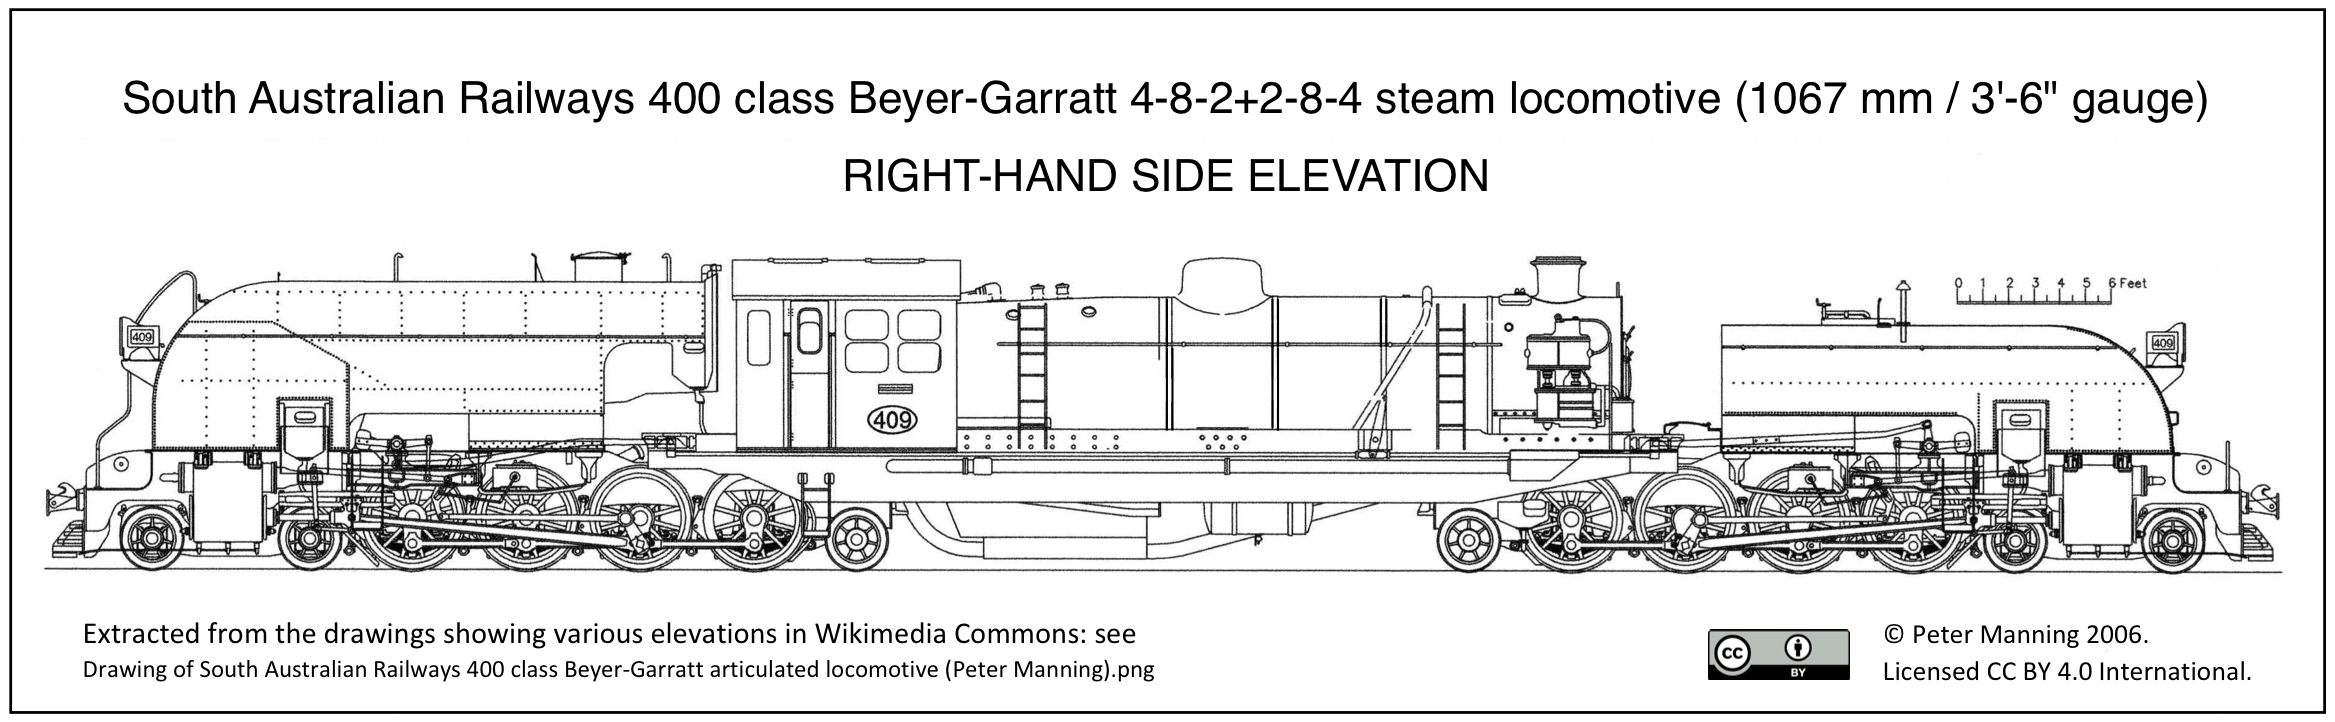 South Australian Railways 400 class Beyer-Garratt 4-8-2+2-8-4 steam locomotive (1067 mm / 3'-6" gauge)
RIGHT-HAND SIDE ELEVATION
0 1 2 3 4 5 6 Feet
409
409
409
Extracted from the drawings showing various elevations in Wikimedia Commons: see
Drawing of South Australian Railways 400 class Beyer-Garratt articulated locomotive (Peter Manning).png
cc
BY
© Peter Manning 2006.
Licensed CC BY 4.0 International.